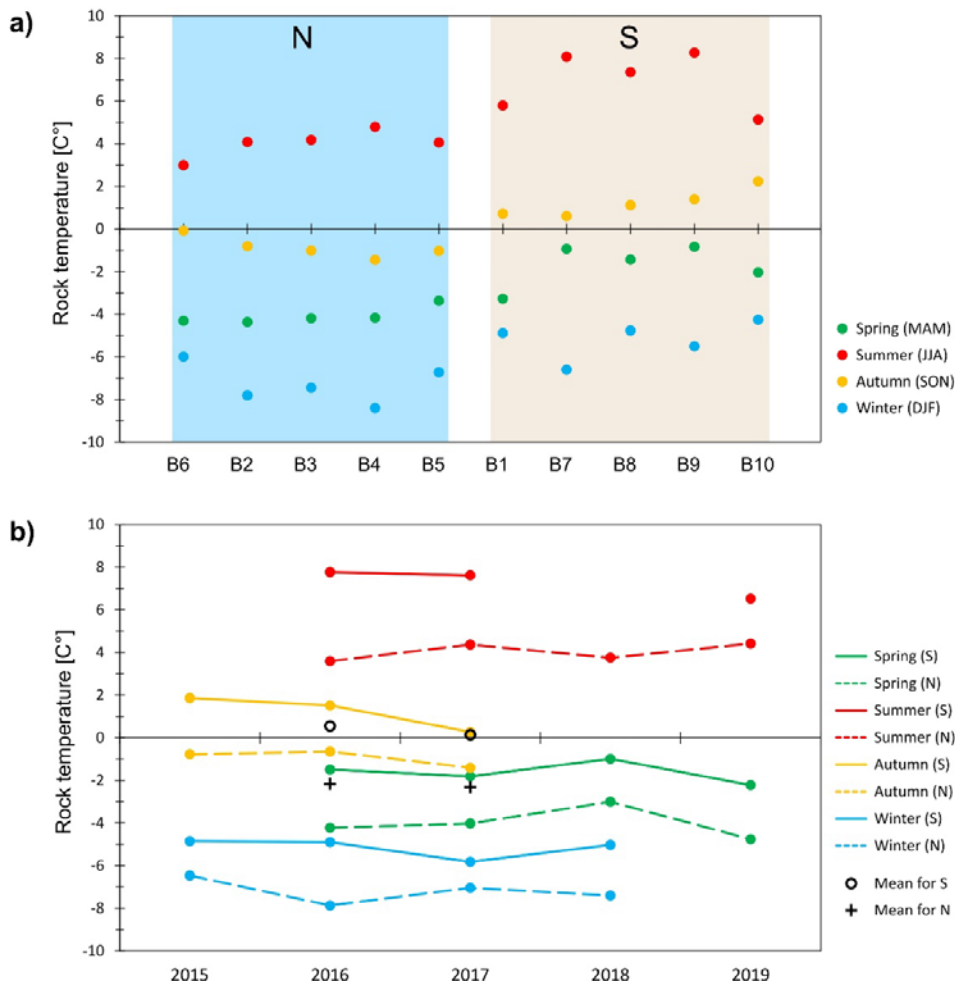 a)
N
S
Rock temperature [C°]
10
8
6
4
2
0
-2
-4
-6
-8
-10
B6 B2 B3 B4 B5 B1 B7 B8 B9 B10
Spring (MAM)
Summer (JJA)
Autumn (SON)
Winter (DJF)
b)
Rock temperature [C°]
10
8
6
4
2
0
-2
-4
-6
-8
-10
2015 2016 2017 2018 2019
Spring (S)
Spring (N)
Summer (S)
Summer (N)
Autumn (S)
Autumn (N)
Winter (S)
Winter (N)
Mean for S
Mean for N